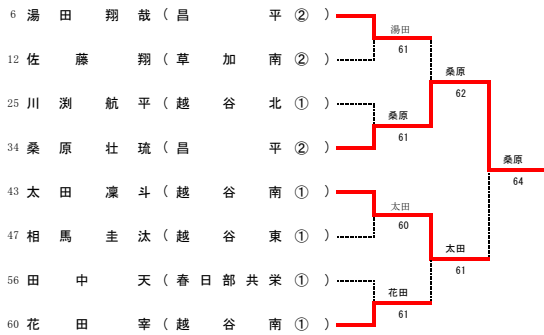 6 湯田 翔哉 ( 昌平 ② )
12 佐藤 翔 ( 草加南 ② )
25 川渕 航平 ( 越谷北 ① )
34 桑原 壮琉 ( 昌平 ② )
43 太田 凜斗 ( 越谷南 ① )
47 相馬 圭汰 ( 越谷東 ① )
56 田中 天 ( 春日部共栄 ① )
60 花田 宰 ( 越谷南 ① )
湯田
61
桑原
61
太田
60
花田
61
桑原
62
太田
61
桑原
64